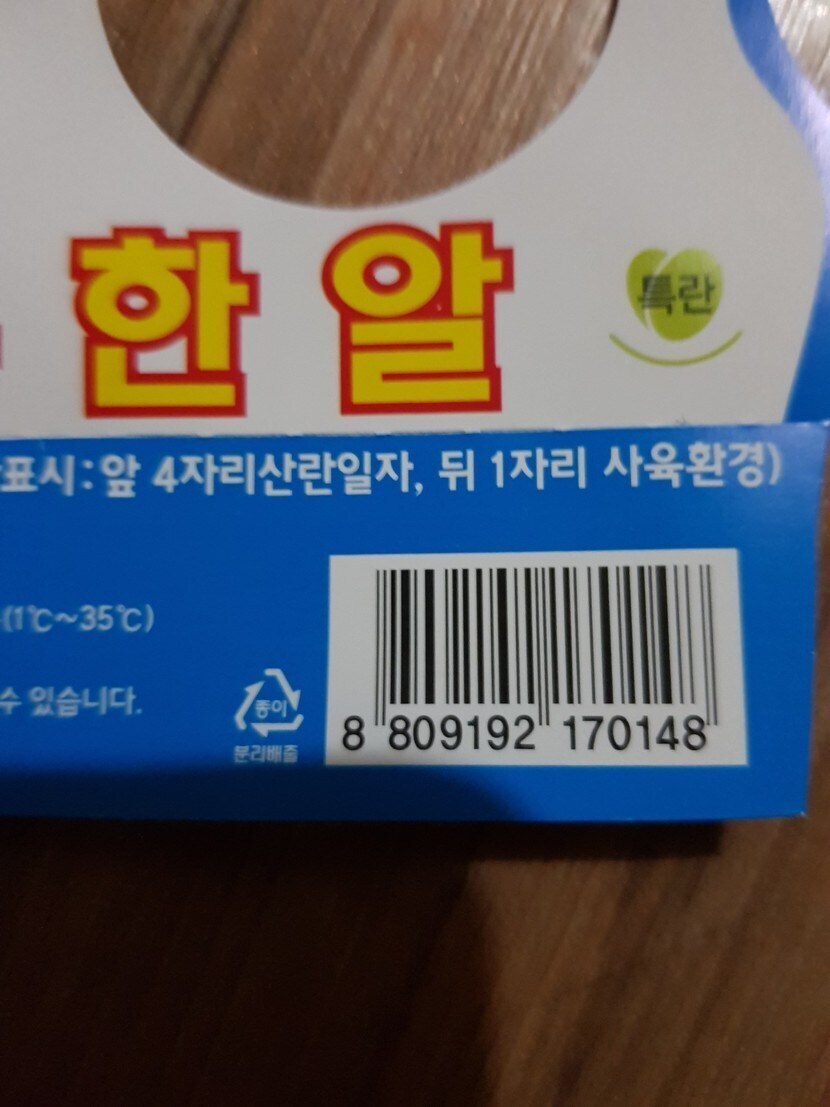 한 알
특란
표시:앞 4자리산란일자, 뒤 1자리 사육환경)
(1℃~35℃)
수 있습니다.
종이
분리배출
8 809192 170148